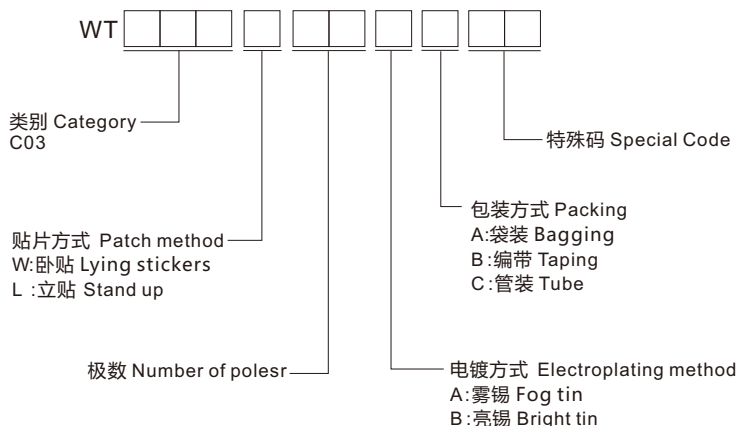 WT
类别 Category
C03
特殊码 Special Code
包装方式 Packing
A:袋装 Bagging
B:编带 Taping
C:管装 Tube
贴片方式 Patch method
W:卧贴 Lying stickers
L :立贴 Stand up
极数 Number of polesr
电镀方式 Electroplating method
A:雾锡 Fog tin
B:亮锡 Bright tin